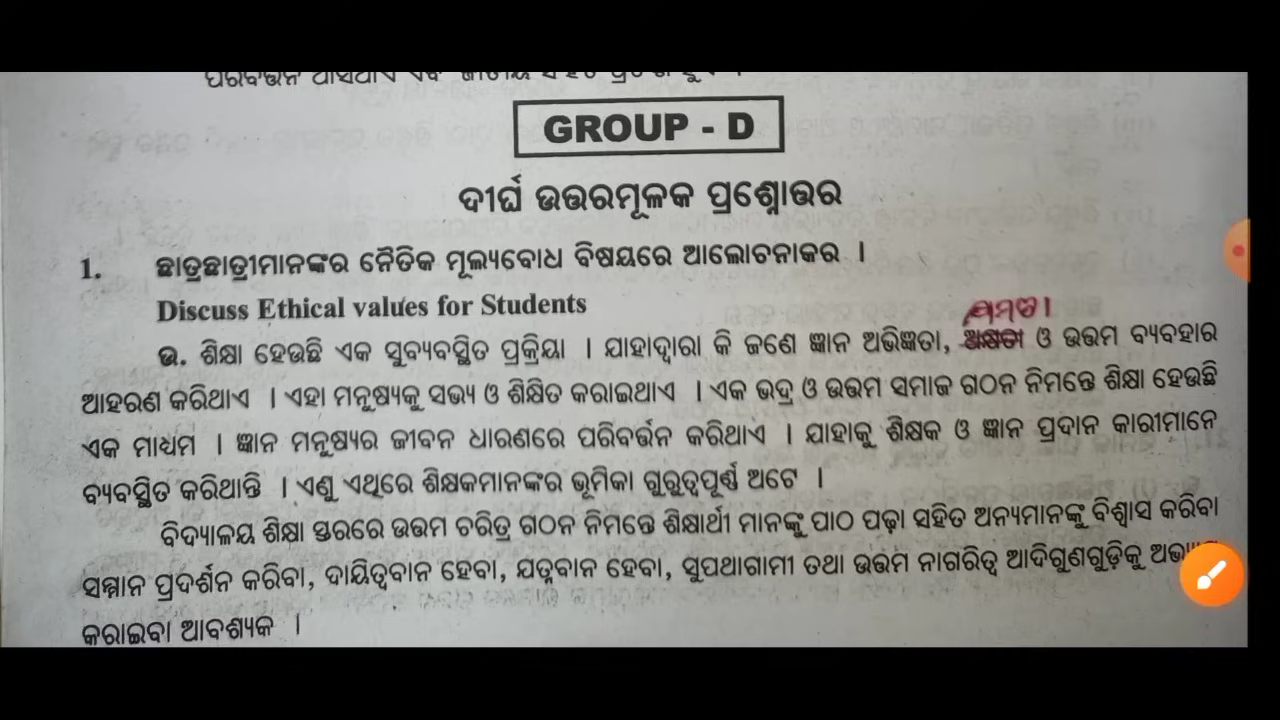 GROUP - D
ଦୀର୍ଘ ଉତ୍ତରମୂଳକ ପ୍ରଶ୍ନୋତ୍ତର
1. ଛାତ୍ରଛାତ୍ରୀମାନଙ୍କର ନୈତିକ ମୂଲ୍ୟବୋଧ ବିଷୟରେ ଆଲୋଚନାକର ।
Discuss Ethical values for Students
କ୍ଷମତା
ଉ. ଶିକ୍ଷା ହେଉଛି ଏକ ସୁବ୍ୟବସ୍ଥିତ ପ୍ରକ୍ରିୟା । ଯାହାଦ୍ୱାରା କି ଜଣେ ଜ୍ଞାନ ଅଭିଜ୍ଞତା, ଓ ଉତ୍ତମ ବ୍ୟବହାର
ଆହରଣ କରିଥାଏ । ଏହା ମନୁଷ୍ୟକୁ ସଭ୍ୟ ଓ ଶିକ୍ଷିତ କରାଇଥାଏ । ଏକ ଭଦ୍ର ଓ ଉତ୍ତମ ସମାଜ ଗଠନ ନିମନ୍ତେ ଶିକ୍ଷା ହେଉଛି
ଏକ ମାଧ୍ୟମ । ଜ୍ଞାନ ମନୁଷ୍ୟର ଜୀବନ ଧାରଣରେ ପରିବର୍ତ୍ତନ କରିଥାଏ । ଯାହାକୁ ଶିକ୍ଷକ ଓ ଜ୍ଞାନ ପ୍ରଦାନ କାରୀମାନେ
ବ୍ୟବସ୍ଥିତ କରିଥାନ୍ତି । ଏଣୁ ଏଥିରେ ଶିକ୍ଷକମାନଙ୍କର ଭୂମିକା ଗୁରୁତ୍ୱପୂର୍ଣ୍ଣ ଅଟେ ।
ବିଦ୍ୟାଳୟ ଶିକ୍ଷା ସ୍ତରରେ ଉତ୍ତମ ଚରିତ୍ର ଗଠନ ନିମନ୍ତେ ଶିକ୍ଷାର୍ଥୀ ମାନଙ୍କୁ ପାଠ ପଢ଼ା ସହିତ ଅନ୍ୟମାନଙ୍କୁ ବିଶ୍ୱାସ କରିବା
ସମ୍ମାନ ପ୍ରଦର୍ଶନ କରିବା, ଦାୟିତ୍ୱବାନ ହେବା, ଯତ୍ନବାନ ହେବା, ସୁପଥାଗାମୀ ତଥା ଉତ୍ତମ ନାଗରିତ୍ୱ ଆଦିଗୁଣଗୁଡ଼ିକୁ
କରାଇବା ଆବଶ୍ୟକ ।